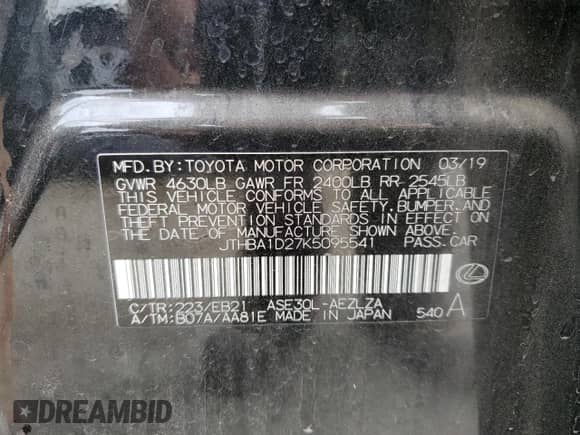 MFD. BY: TOYOTA MOTOR CORPORATION 03/19
GVWR 4630LB GAWR FR 2400LB RR 2545LB
THIS VEHICLE CONFORMS TO ALL APPLICABLE
FEDERAL MOTOR VEHICLE SAFETY, BUMPER, AND
THEFT PREVENTION STANDARDS IN EFFECT ON
THE DATE OF MANUFACTURE SHOWN ABOVE.
JTHBA1D27K5095541 PASS. CAR
C/TR: 223/EB21 ASE30L-AEZLZA
A/TM: B07A/AA81E MADE IN JAPAN 540 A
DREAMBID